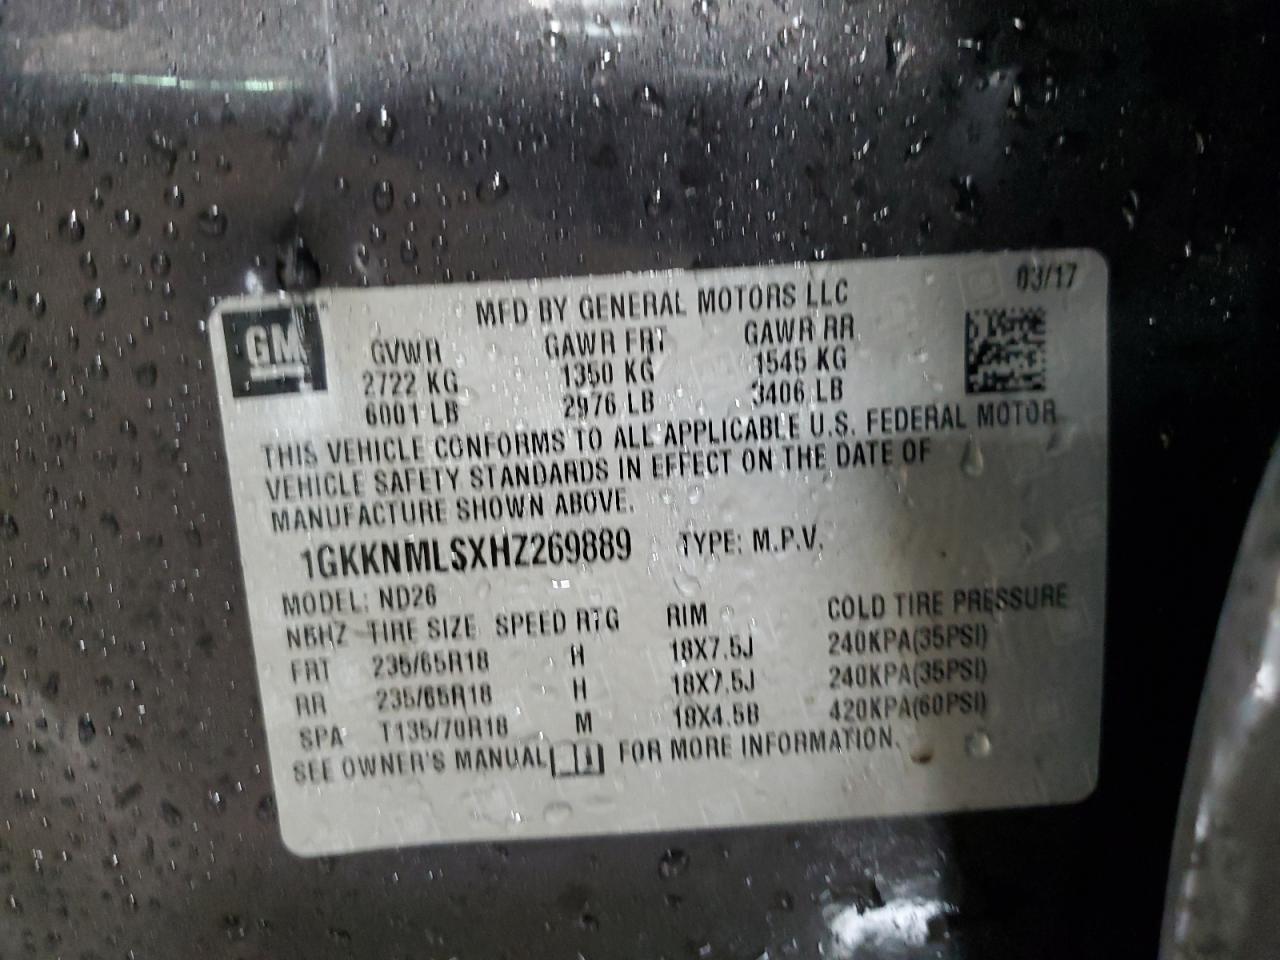 MFD BY GENERAL MOTORS LLC 03/17
GM GVWR GAWR FRT GAWR RR
2722 KG 1350 KG 1545 KG
6001 LB 2976 LB 3406 LB
THIS VEHICLE CONFORMS TO ALL APPLICABLE U.S. FEDERAL MOTOR
VEHICLE SAFETY STANDARDS IN EFFECT ON THE DATE OF
MANUFACTURE SHOWN ABOVE.
1GKKNMLSXHZ269889 TYPE: M.P.V.
MODEL: ND26
N6HZ TIRE SIZE SPEED RTG RIM COLD TIRE PRESSURE
FRT 235/65R18 H 18X7.5J 240KPA(35PSI)
RR 235/65R18 H 18X7.5J 240KPA(35PSI)
SPA T135/70R18 M 18X4.5B 420KPA(60PSI)
SEE OWNER'S MANUAL FOR MORE INFORMATION.